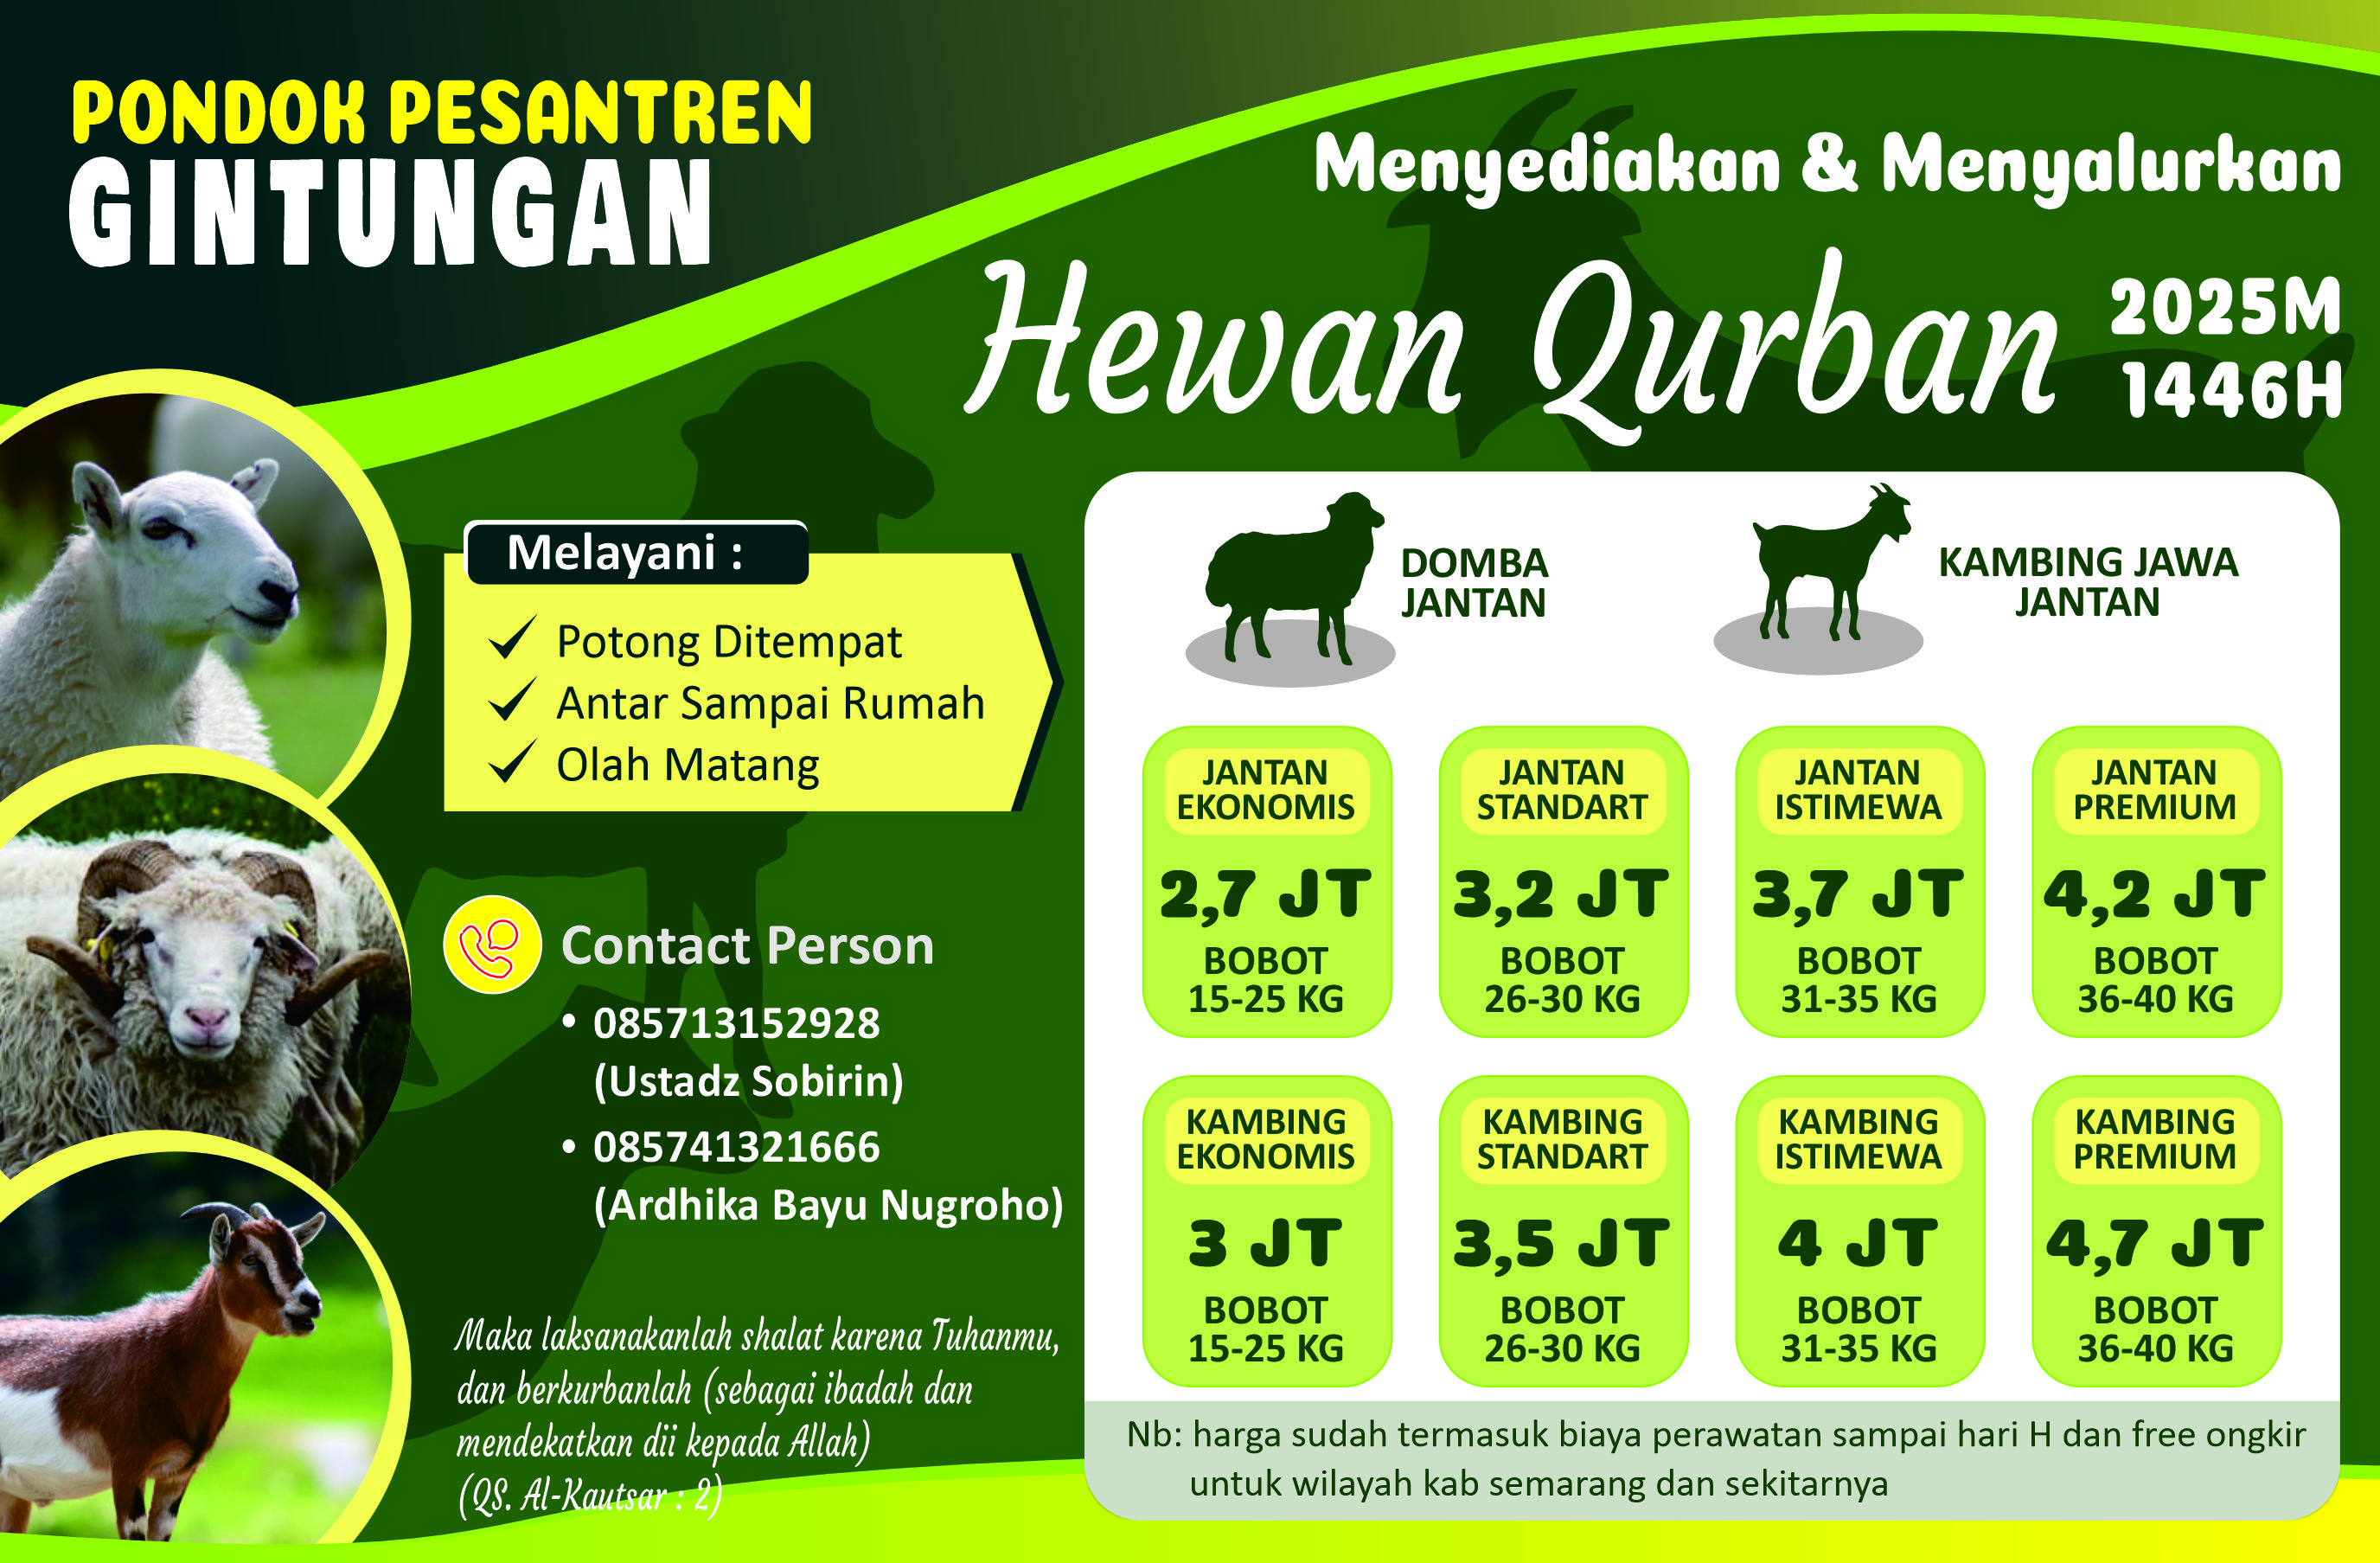 PONDOK PESANTREN
GINTUNGAN
Menyediakan & Menyalurkan
Hewan Qurban
2025M
1446H
Melayani :
Potong Ditempat
Antar Sampai Rumah
Olah Matang
Contact Person
• 085713152928
(Ustadz Sobirin)
• 085741321666
(Ardhika Bayu Nugroho)
Maka laksanakanlah shalat karena Tuhanmu,
dan berkurbanlah (sebagai ibadah dan
mendekatkan dii kepada Allah)
(QS. Al-Kautsar : 2)
DOMBA
JANTAN
KAMBING JAWA
JANTAN
JANTAN
EKONOMIS
2,7 JT
BOBOT
15-25 KG
JANTAN
STANDART
3,2 JT
BOBOT
26-30 KG
JANTAN
ISTIMEWA
3,7 JT
BOBOT
31-35 KG
JANTAN
PREMIUM
4,2 JT
BOBOT
36-40 KG
KAMBING
EKONOMIS
3 JT
BOBOT
15-25 KG
KAMBING
STANDART
3,5 JT
BOBOT
26-30 KG
KAMBING
ISTIMEWA
4 JT
BOBOT
31-35 KG
KAMBING
PREMIUM
4,7 JT
BOBOT
36-40 KG
Nb: harga sudah termasuk biaya perawatan sampai hari H dan free ongkir
untuk wilayah kab semarang dan sekitarnya